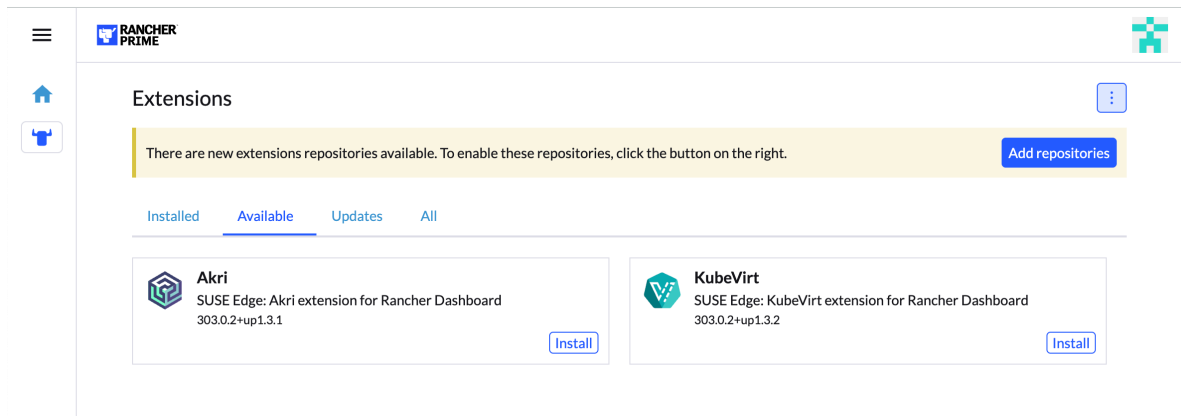 RANCHER
PRIME
Extensions
There are new extensions repositories available. To enable these repositories, click the button on the right.
Add repositories
Installed Available Updates All
Akri
SUSE Edge: Akri extension for Rancher Dashboard
303.0.2+up1.3.1
Install
KubeVirt
SUSE Edge: KubeVirt extension for Rancher Dashboard
303.0.2+up1.3.2
Install